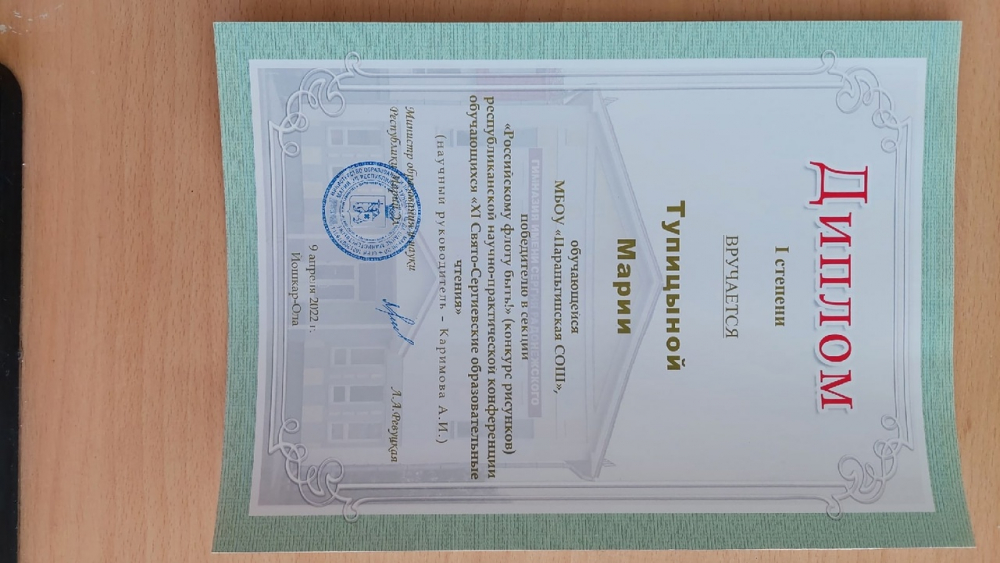 Диплом
I степени
ВРУЧАЕТСЯ
Тупицыной
Марии
обучающейся
МБОУ «Параньгинская СОШ»,
победителю в секции
«Российскому флоту быть!» (конкурс рисунков)
республиканской научно-практической конференции
обучающихся «XI Свято-Сергиевские образовательные
чтения»
(научный руководитель – Каримова А.И.)
Министр образования и науки
Республики Марий Эл
Л.А.Ревуцкая
9 апреля 2022 г.
Йошкар-Ола